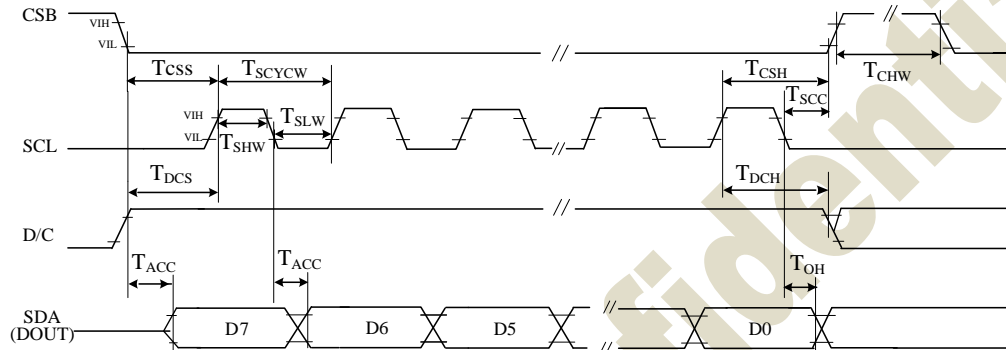 CSB
VIH
VIL
//
//
Tcss
TSCYCW
TCSH
TCHW
TSCC
VIH
VIL
TSLW
TSHW
SCL
//
TDCS
TDCH
//
D/C
TACC
TACC
TOH
SDA
(DOUT)
D7
D6
D5
//
//
D0
fidenti